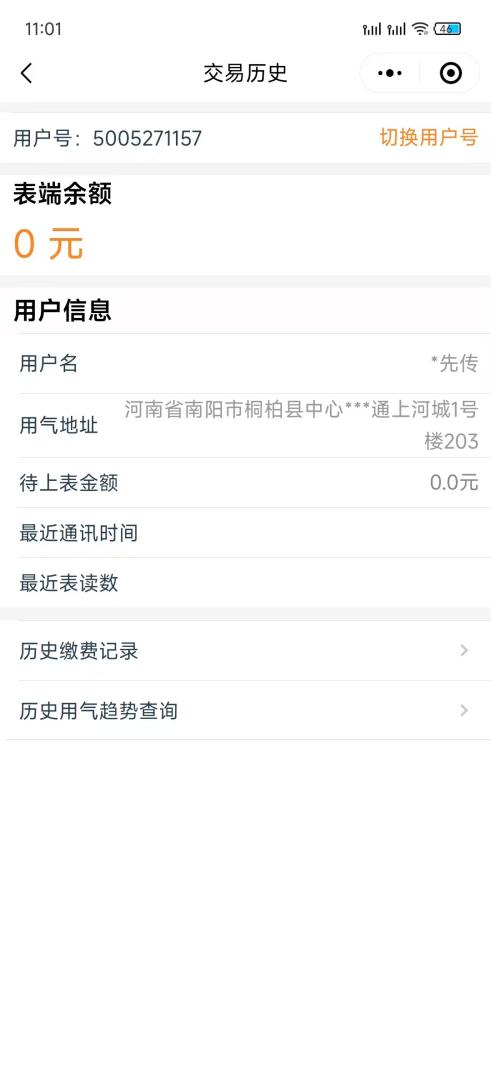 11:01
46
交易历史
用户号：5005271157
切换用户号
表端余额
0 元
用户信息
用户名
*先传
用气地址
河南省南阳市桐柏县中心***通上河城1号
楼203
待上表金额
0.0元
最近通讯时间
最近表读数
历史缴费记录
历史用气趋势查询